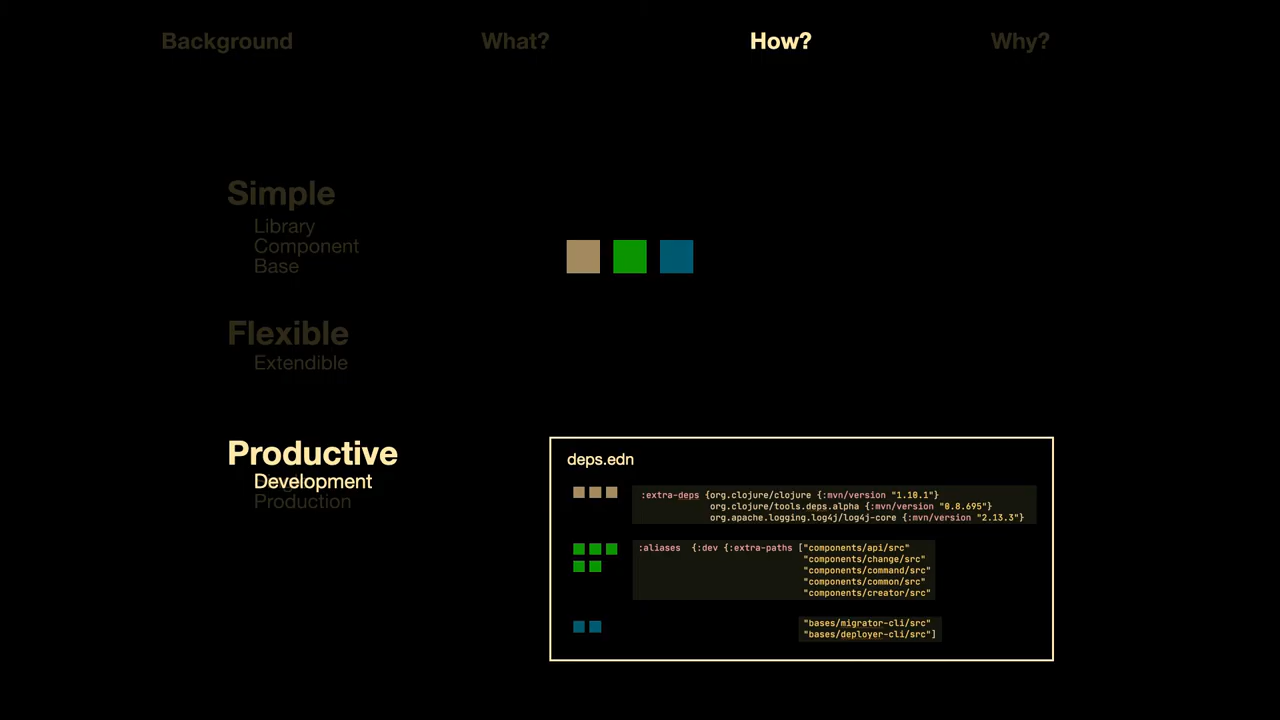 Background What? How? Why?
Simple
Library
Component
Base
Flexible
Extendible
Productive
Development
Production
deps.edn
:extra-deps {org.clojure/clojure {:mvn/version "1.10.1"}
org.clojure/tools.deps.alpha {:mvn/version "0.8.695"}
org.apache.logging.log4j/log4j-core {:mvn/version "2.13.3"}
:aliases {:dev {:extra-paths ["components/api/src"
"components/change/src"
"components/command/src"
"components/common/src"
"components/creator/src"
"bases/migrator-cli/src"
"bases/deployer-cli/src"]